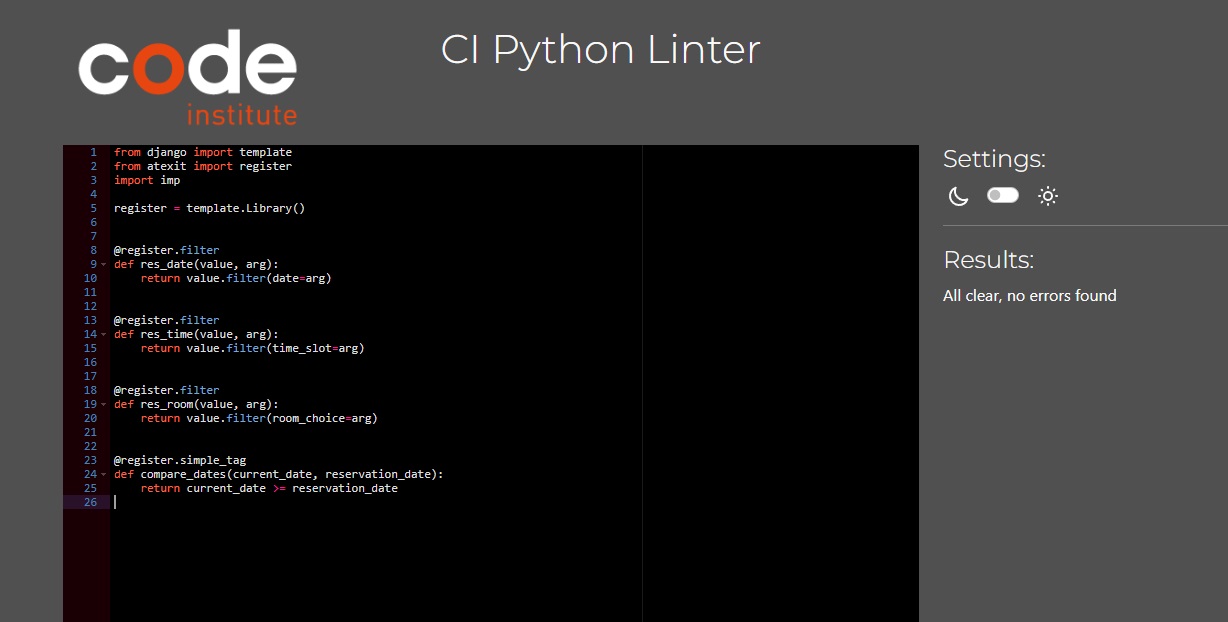 code
institute
CI Python Linter
1 from django import template
2 from atexit import register
3 import imp
4
5 register = template.Library()
6
7
8 @register.filter
9 def res_date(value, arg):
10     return value.filter(date=arg)
11
12
13 @register.filter
14 def res_time(value, arg):
15     return value.filter(time_slot=arg)
16
17
18 @register.filter
19 def res_room(value, arg):
20     return value.filter(room_choice=arg)
21
22
23 @register.simple_tag
24 def compare_dates(current_date, reservation_date):
25     return current_date >= reservation_date
26
Settings:
Results:
All clear, no errors found